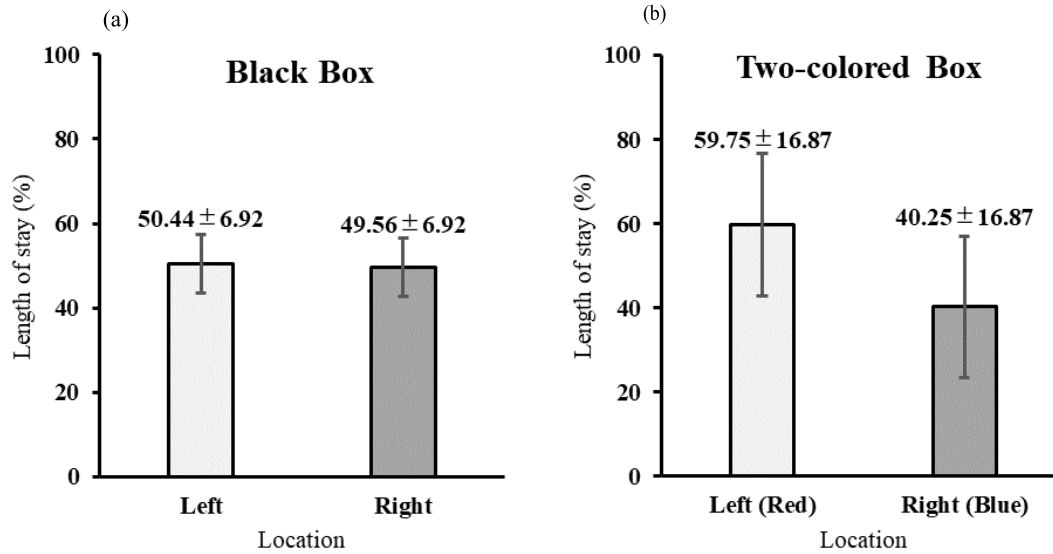 (a)
Black Box
Length of stay (%)
100
80
60
40
20
0
50.44±6.92
49.56±6.92
Left
Right
Location
(b)
Two-colored Box
Length of stay (%)
100
80
60
40
20
0
59.75±16.87
40.25±16.87
Left (Red)
Right (Blue)
Location